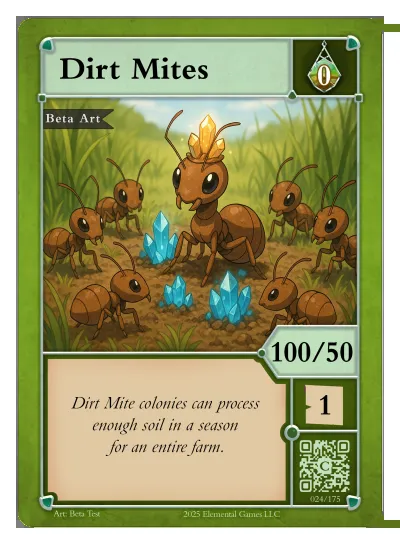 Dirt Mites
0
Beta Art
100/50
Dirt Mite colonies can process
enough soil in a season
for an entire farm.
1
C
024/175
Art: Beta Test
2025 Elemental Games LLC